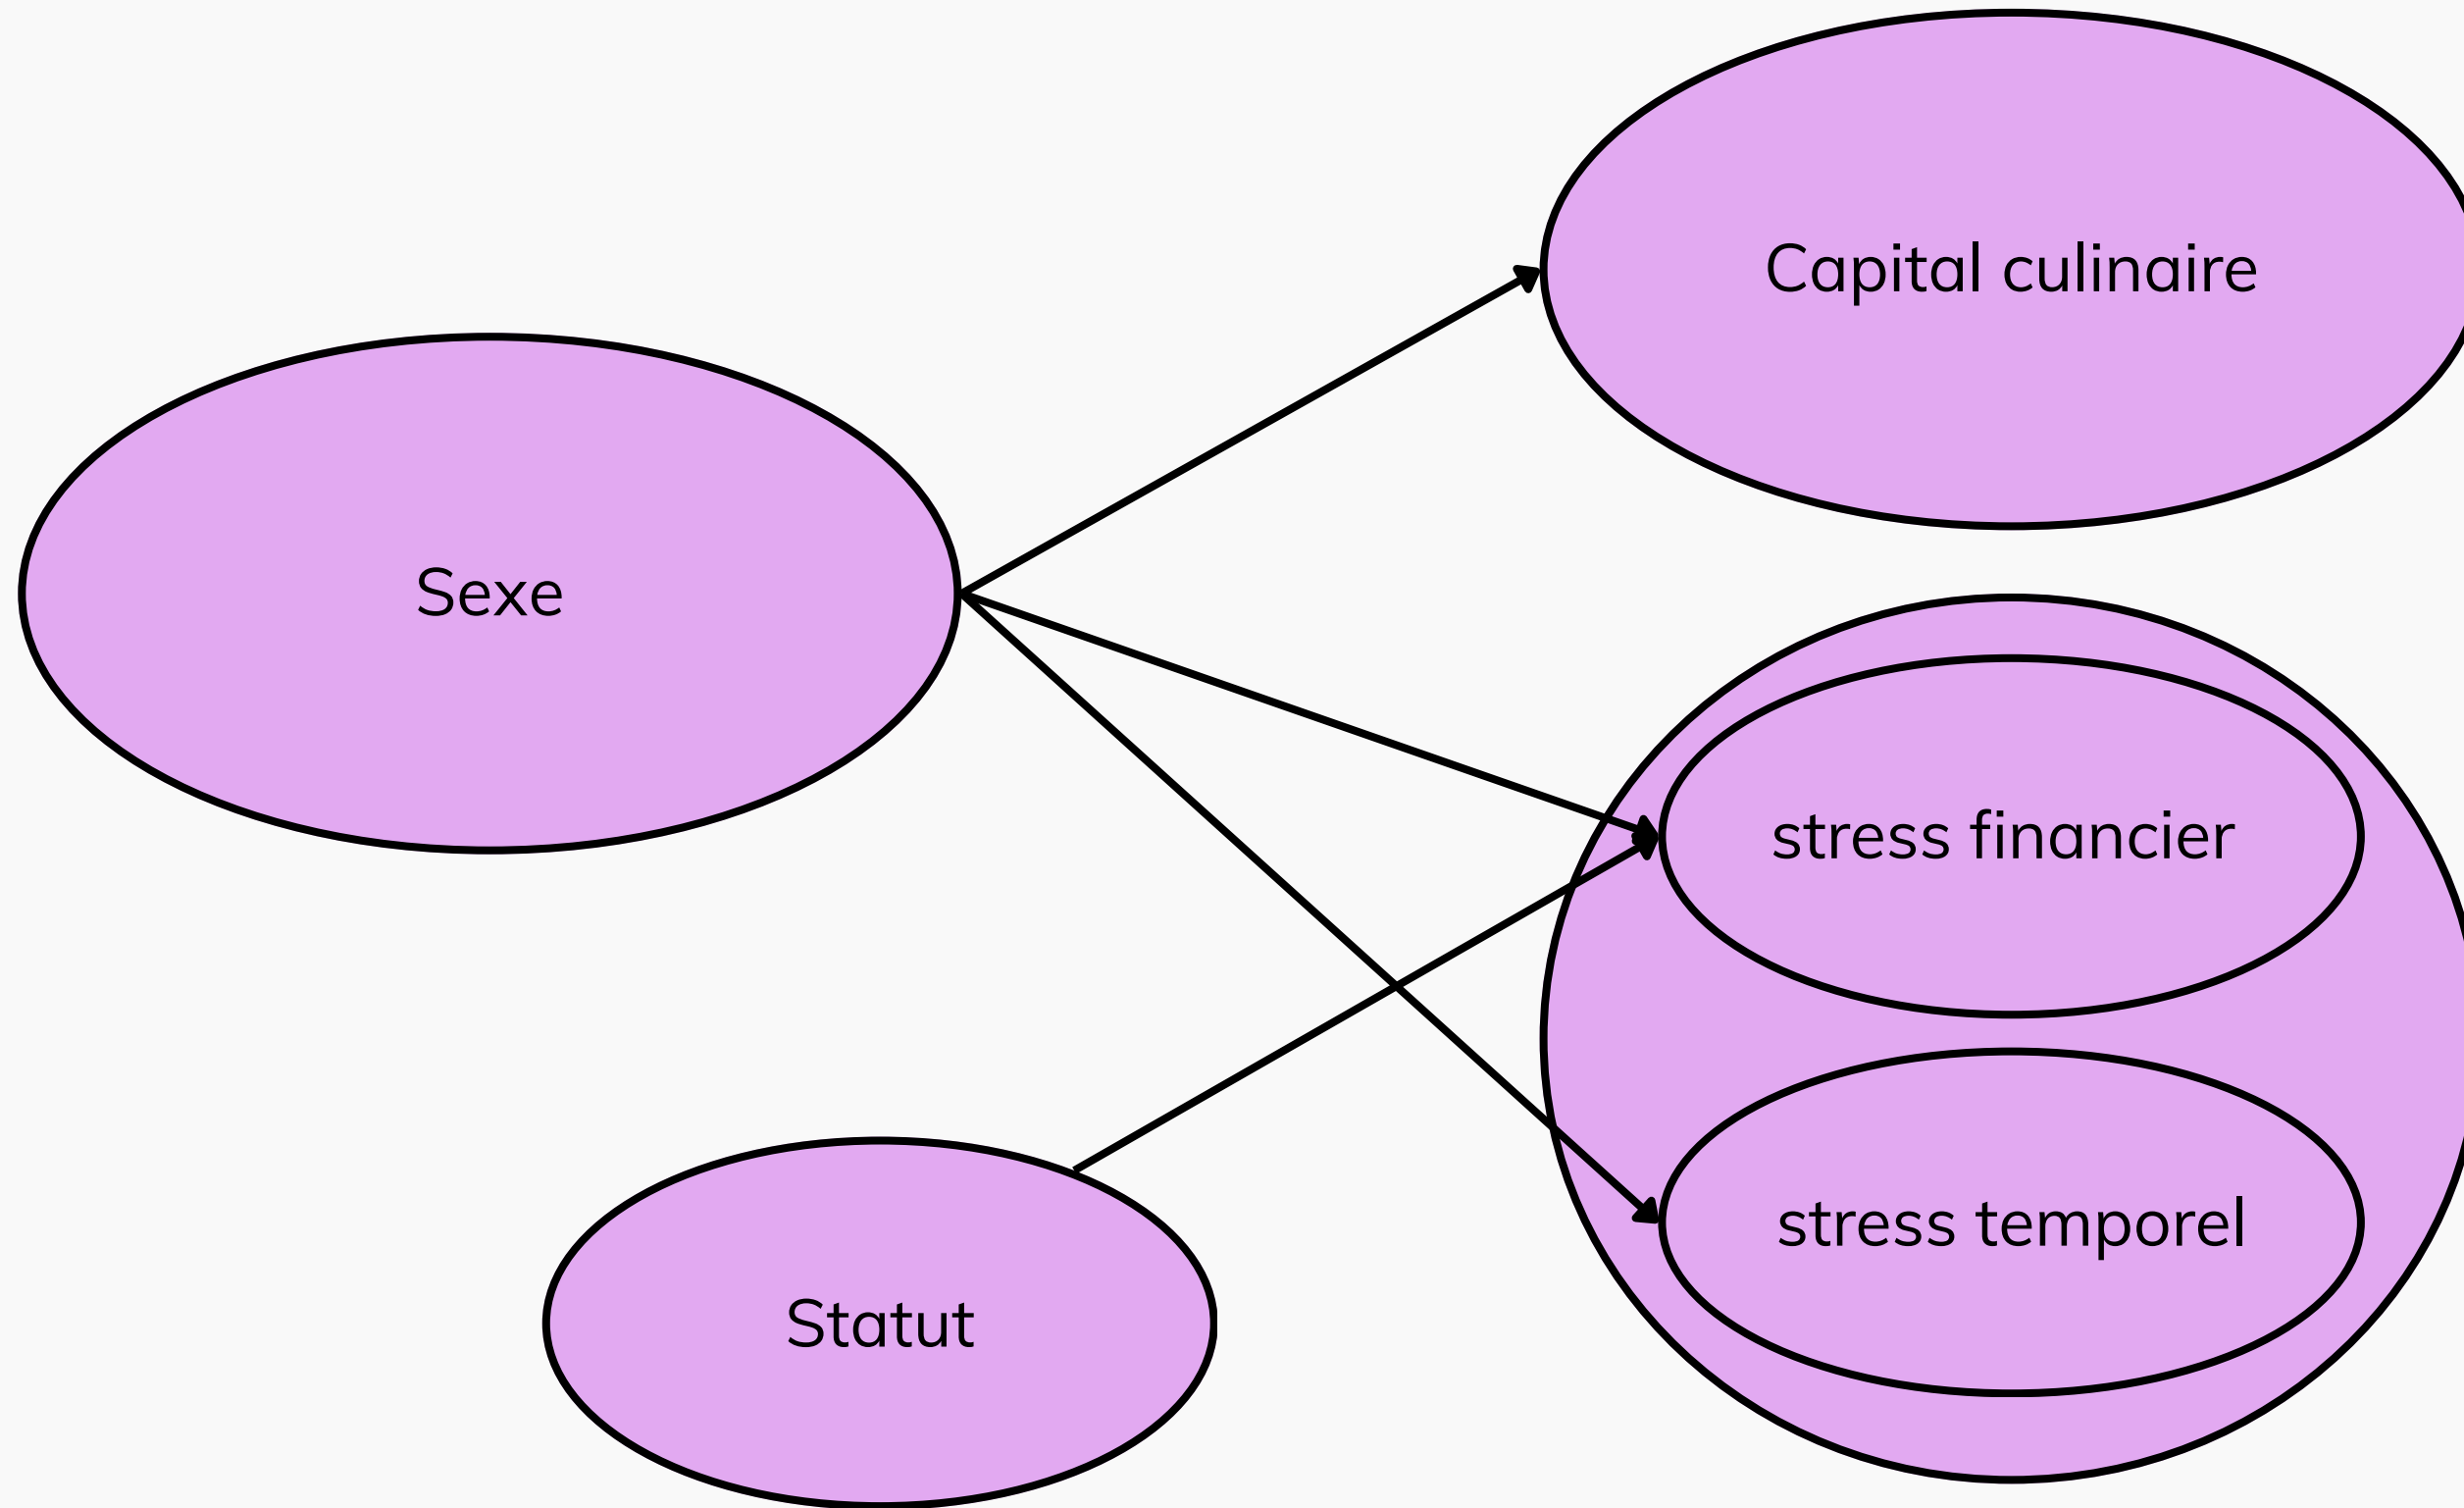 Capital culinaire
Sexe
stress financier
stress temporel
Statut